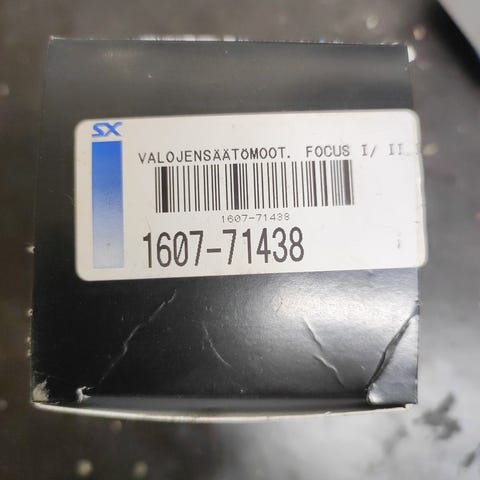 SX
VALOJENSÄÄTÖMOOT. FOCUS I/ II
1607-71438
1607-71438